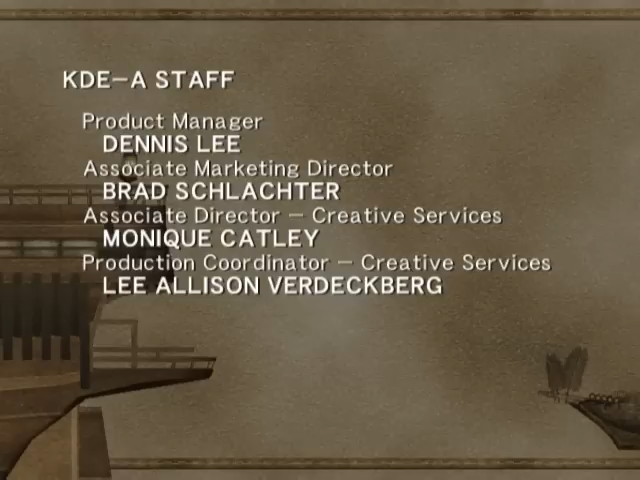 KDE-A STAFF
Product Manager
DENNIS LEE
Associate Marketing Director
BRAD SCHLACHTER
Associate Director - Creative Services
MONIQUE CATLEY
Production Coordinator - Creative Services
LEE ALLISON VERDECKBERG